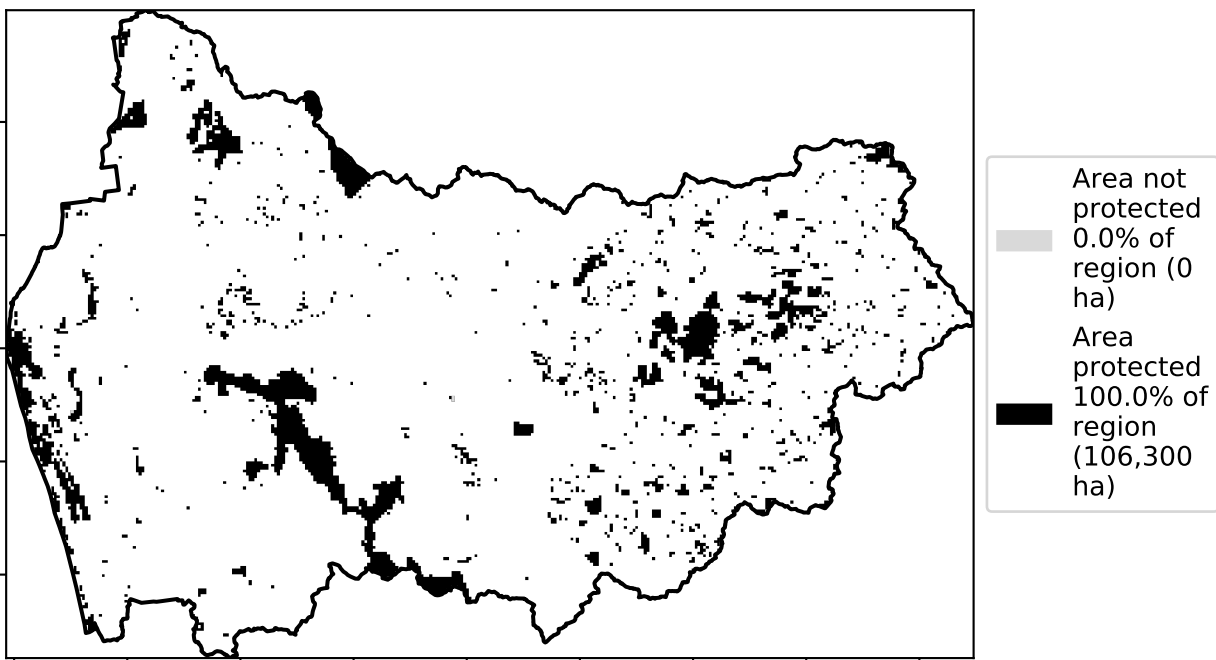 Area not
protected
0.0% of
region (0
ha)
Area
protected
100.0% of
region
(106,300
ha)